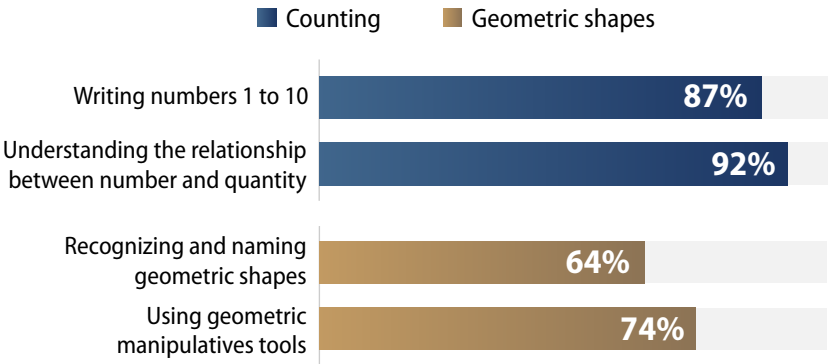 Counting Geometric shapes
Writing numbers 1 to 10 87%
Understanding the relationship
between number and quantity 92%
Recognizing and naming
geometric shapes 64%
Using geometric
manipulatives tools 74%